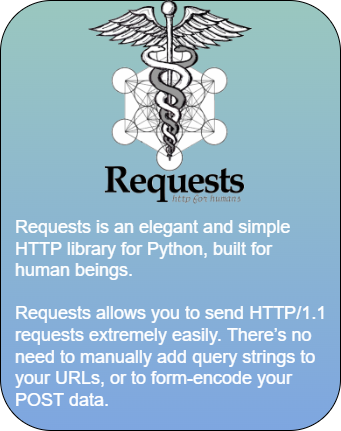 Requests
http for humans
Requests is an elegant and simple
HTTP library for Python, built for
human beings.
Requests allows you to send HTTP/1.1
requests extremely easily. There’s no
need to manually add query strings to
your URLs, or to form-encode your
POST data.